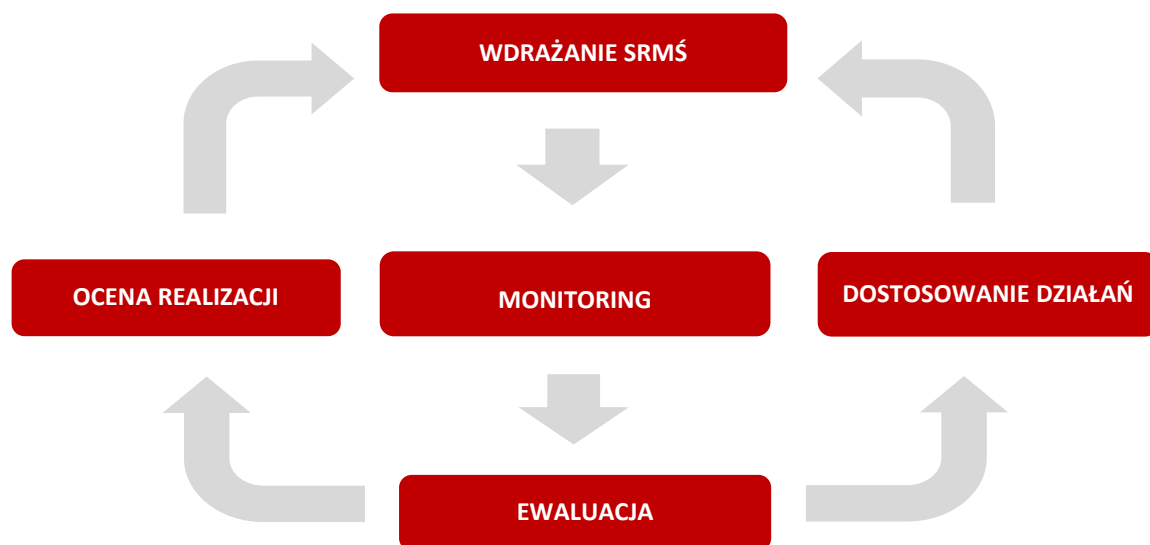 WDRAŻANIE SRMŚ
OCENA REALIZACJI
MONITORING
DOSTOSOWANIE DZIAŁAŃ
EWALUACJA